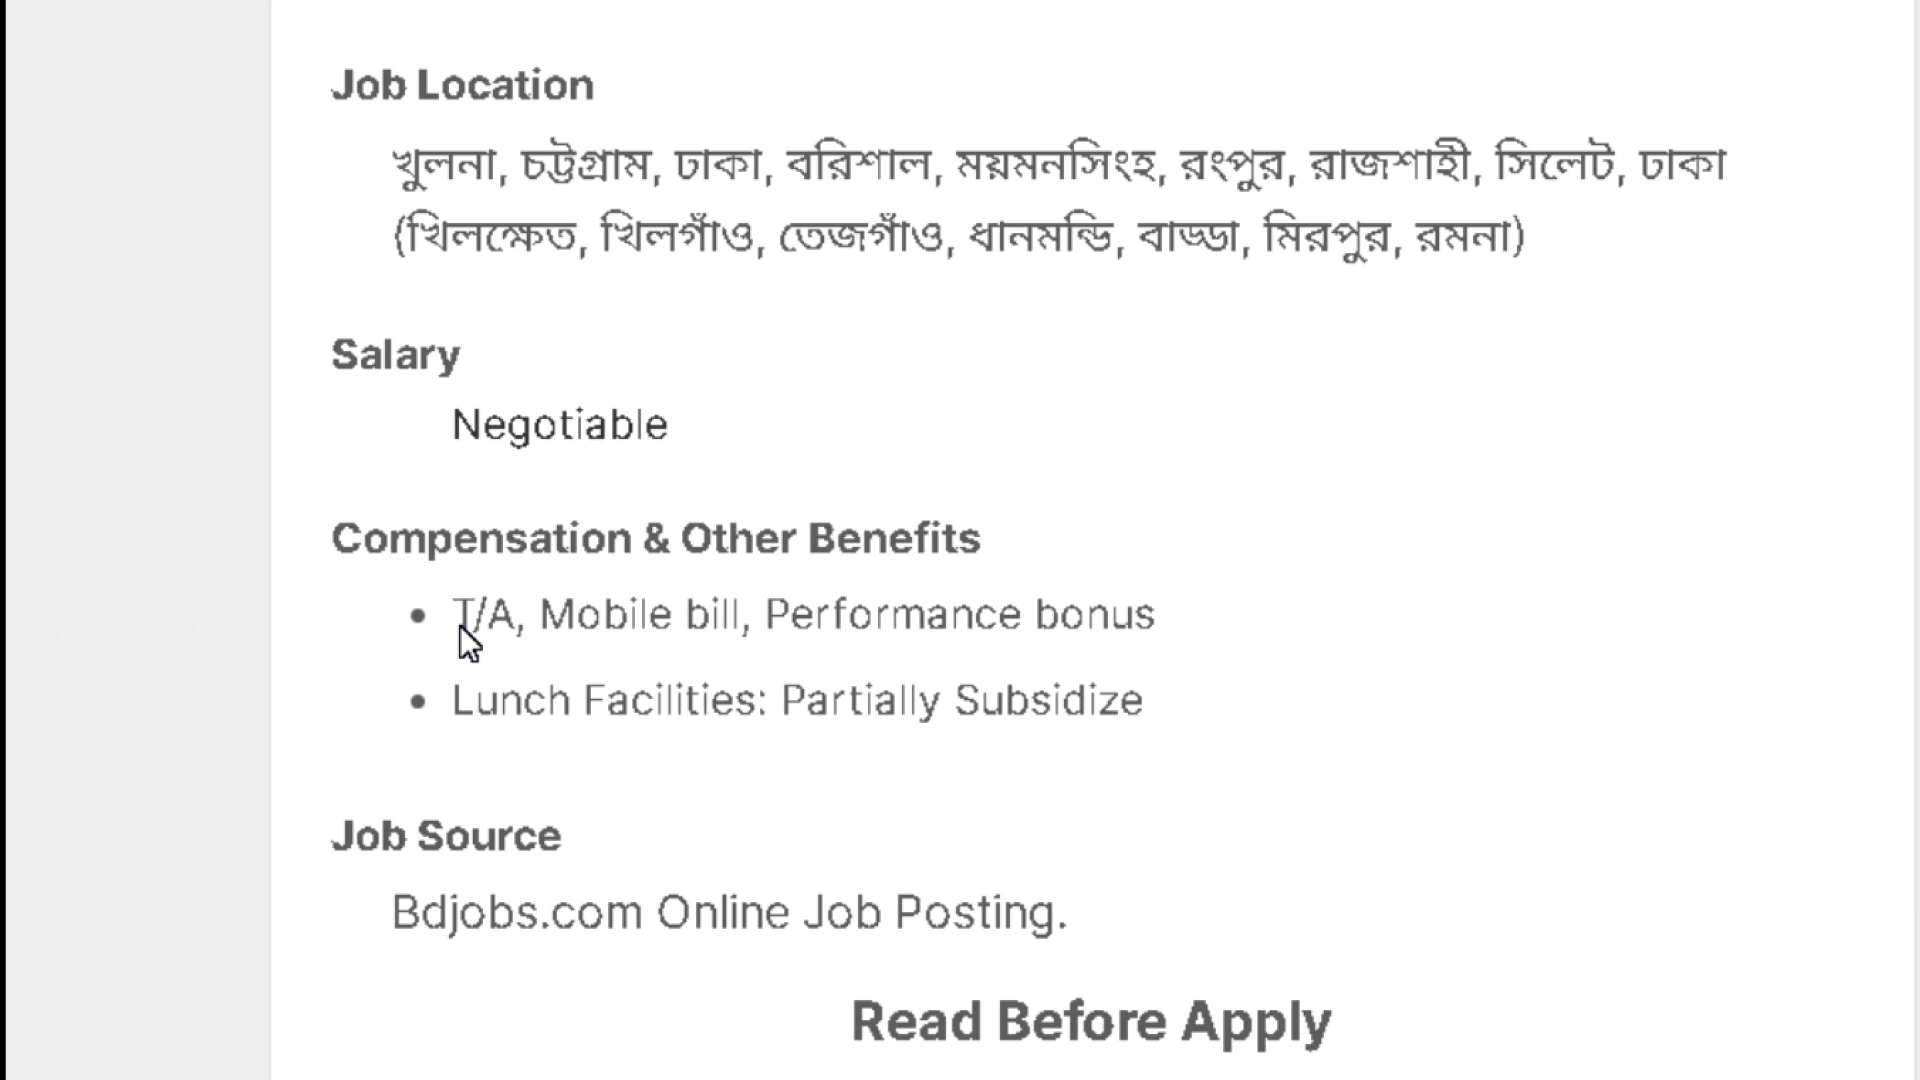 Job Location
খুলনা, চট্টগ্রাম, ঢাকা, বরিশাল, ময়মনসিংহ, রংপুর, রাজশাহী, সিলেট, ঢাকা
(খিলক্ষেত, খিলগাঁও, তেজগাঁও, ধানমন্ডি, বাড্ডা, মিরপুর, রমনা)
Salary
Negotiable
Compensation & Other Benefits
• T/A, Mobile bill, Performance bonus
• Lunch Facilities: Partially Subsidize
Job Source
Bdjobs.com Online Job Posting.
Read Before Apply